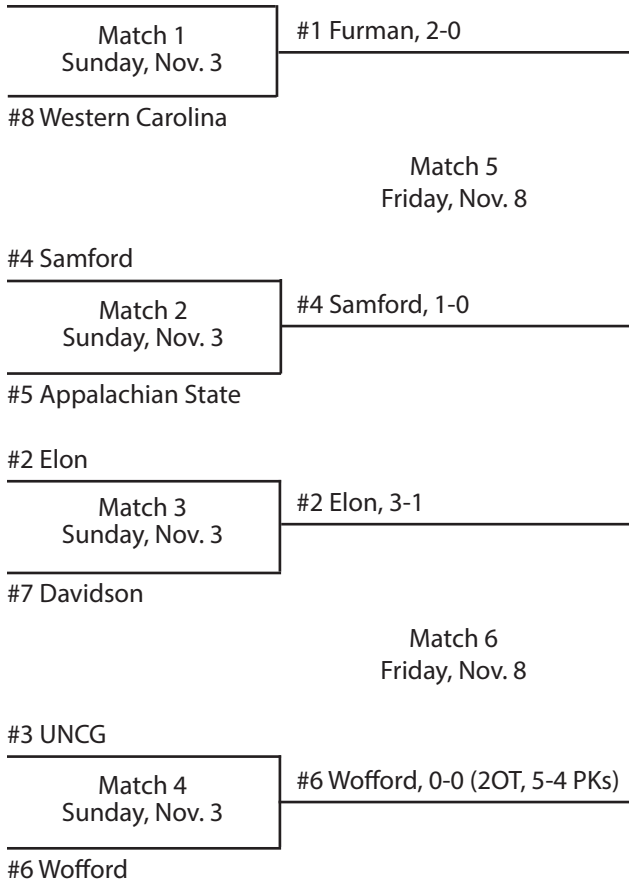 Match 1
Sunday, Nov. 3
#1 Furman, 2-0
#8 Western Carolina
Match 5
Friday, Nov. 8
#4 Samford
Match 2
Sunday, Nov. 3
#4 Samford, 1-0
#5 Appalachian State
#2 Elon
Match 3
Sunday, Nov. 3
#2 Elon, 3-1
#7 Davidson
Match 6
Friday, Nov. 8
#3 UNCG
Match 4
Sunday, Nov. 3
#6 Wofford, 0-0 (2OT, 5-4 PKs)
#6 Wofford